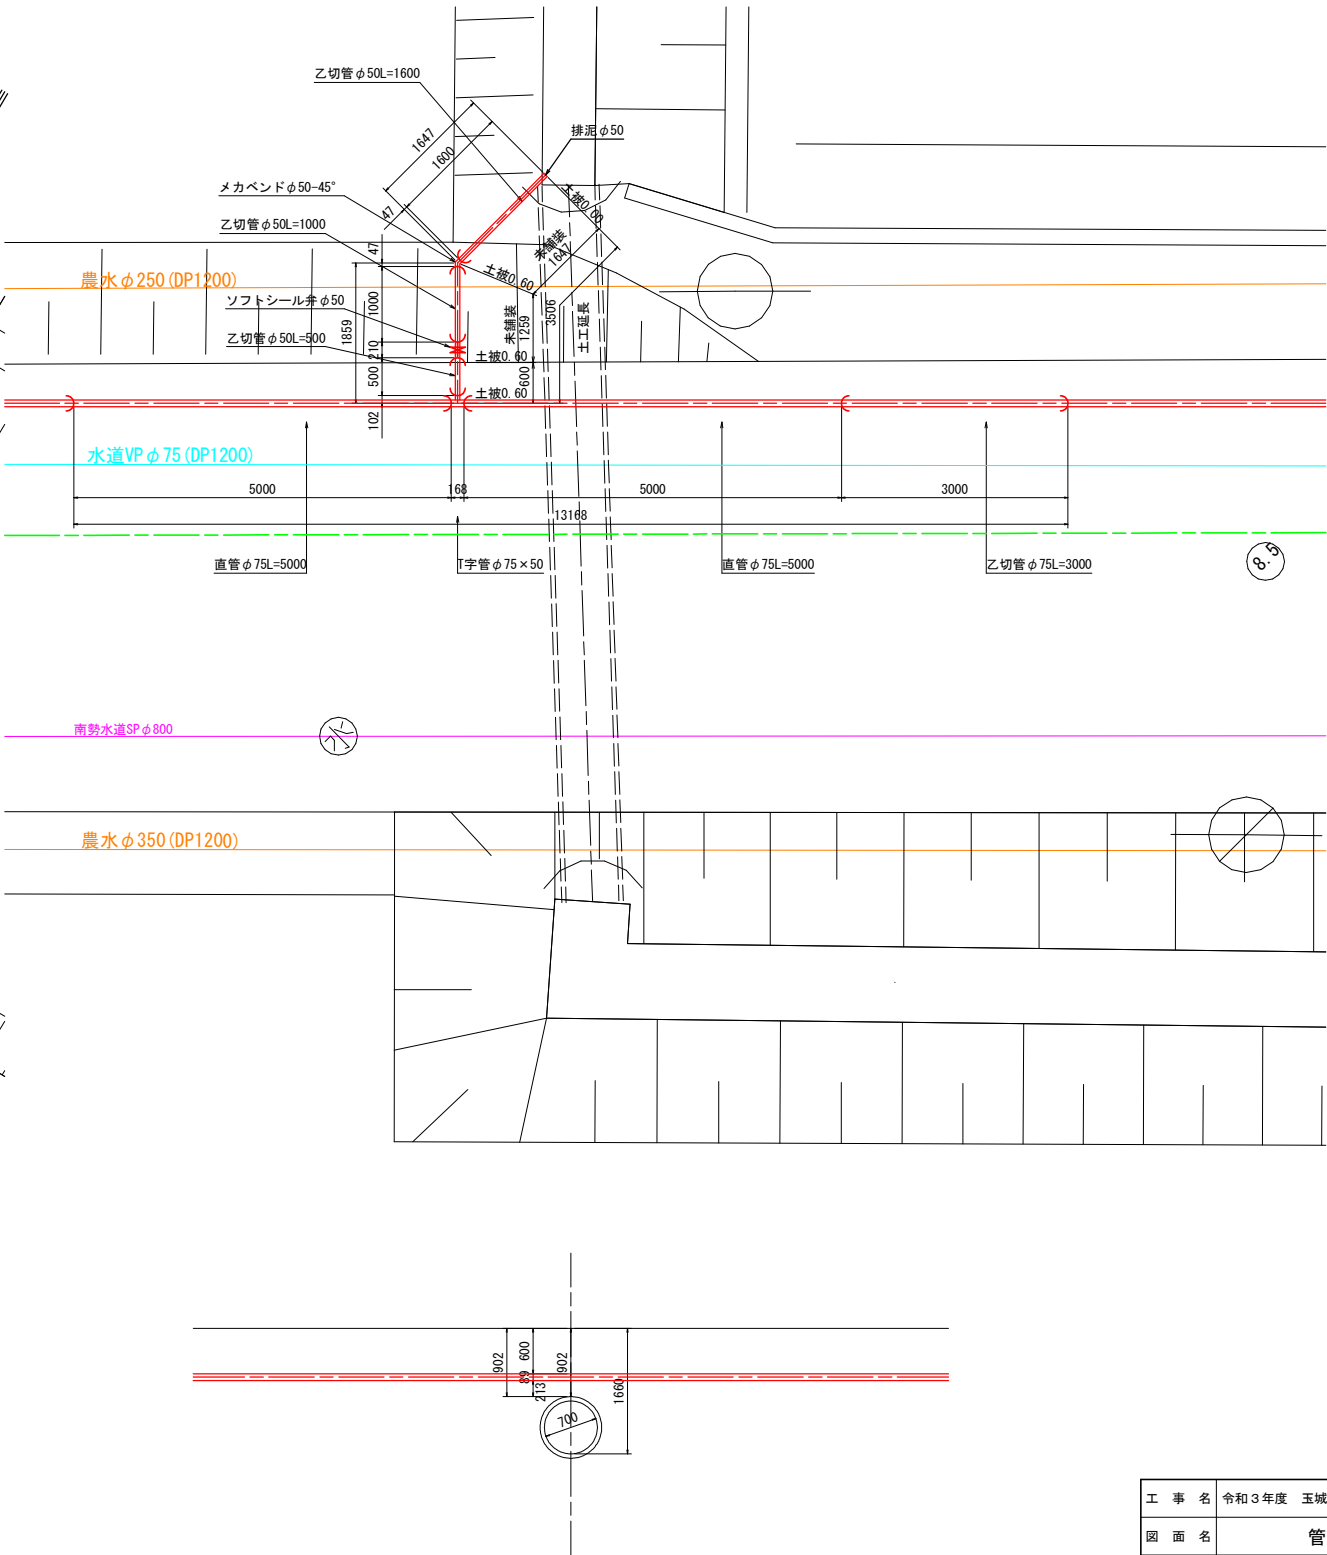 乙切管φ50L=1600
排泥φ50
1647
1600
メカベンドφ50-45°
47
土被0.00
乙切管φ50L=1000
47
未舗装
1647
土被0.60
農水φ250(DP1200)
ソフトシール弁φ50
1000
1859
未舗装
1259
3506
土工延長
乙切管φ50L=500
210
土被0.60
500
600
土被0.60
102
水道VPφ75(DP1200)
5000
168
5000
3000
13168
直管φ75L=5000
T字管φ75×50
直管φ75L=5000
乙切管φ75L=3000
8.5
南勢水道SPφ800
農水φ350(DP1200)
902
600
902
89
213
1660
700
工 事 名
令和3年度 玉城
図 面 名
管